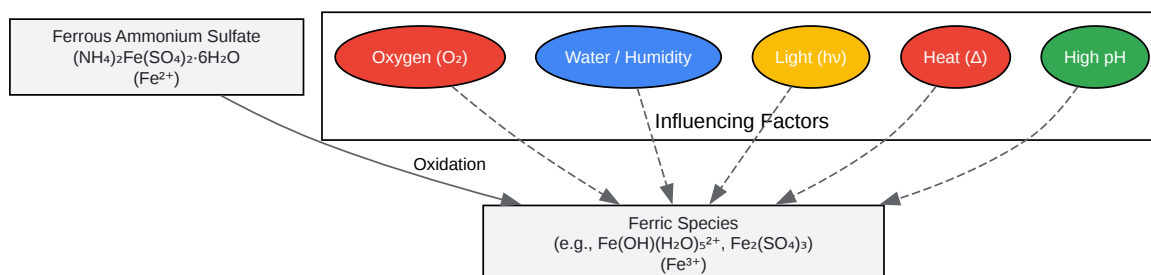 Ferrous Ammonium Sulfate
(NH₄)₂Fe(SO₄)₂·6H₂O
(Fe²⁺)
Oxygen (O₂)
Water / Humidity
Light (hν)
Heat (Δ)
High pH
Influencing Factors
Oxidation
Ferric Species
(e.g., Fe(OH)(H₂O)₅²⁺, Fe₂(SO₄)₃)
(Fe³⁺)